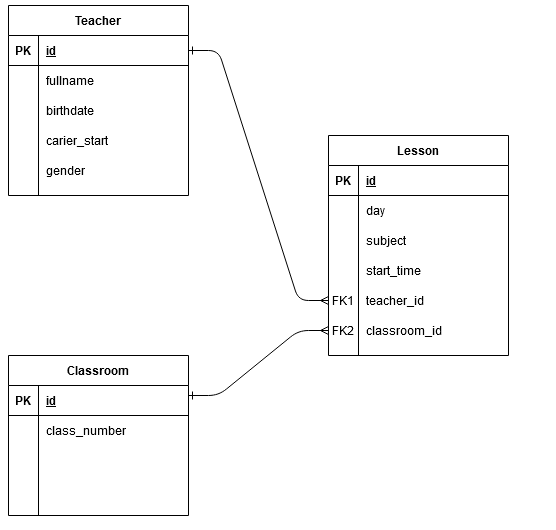 Teacher
PK id
fullname
birthdate
carier_start
gender
Lesson
PK id
day
subject
start_time
FK1 teacher_id
FK2 classroom_id
Classroom
PK id
class_number